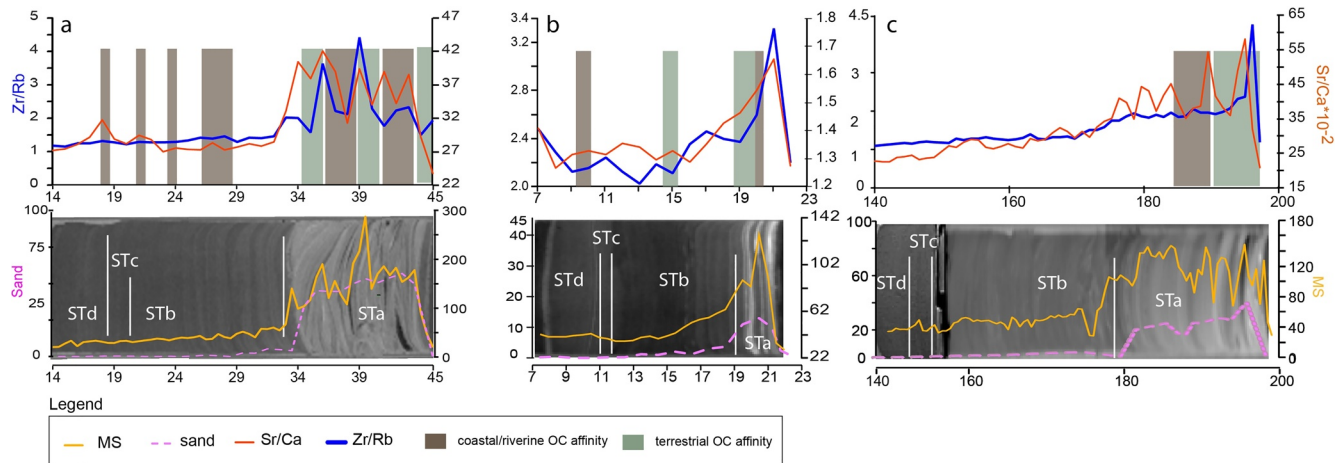 a
b
c
Zr/Rb
5
4
3
2
1
0
47
42
37
32
27
22
14 19 24 29 34 39 45
3.4
3.2
2.8
2.4
2.0
1.8
1.7
1.6
1.5
1.4
1.3
1.2
7 11 15 19 23
4.5
3
2
1
0
65
55
45
35
25
15
Sr/Ca*10-2
140 160 180 200
Sand
100
75
25
0
STd
STc
STb
STa
300
200
100
0
14 19 24 29 34 39 45
45
40
30
20
10
0
STd
STc
STb
STa
142
102
62
22
7 9 11 13 15 17 19 21 23
100
80
60
40
20
0
STd
STc
STb
STa
180
120
80
40
0
MS
140 160 180 200
Legend
MS sand Sr/Ca Zr/Rb coastal/riverine OC affinity terrestrial OC affinity